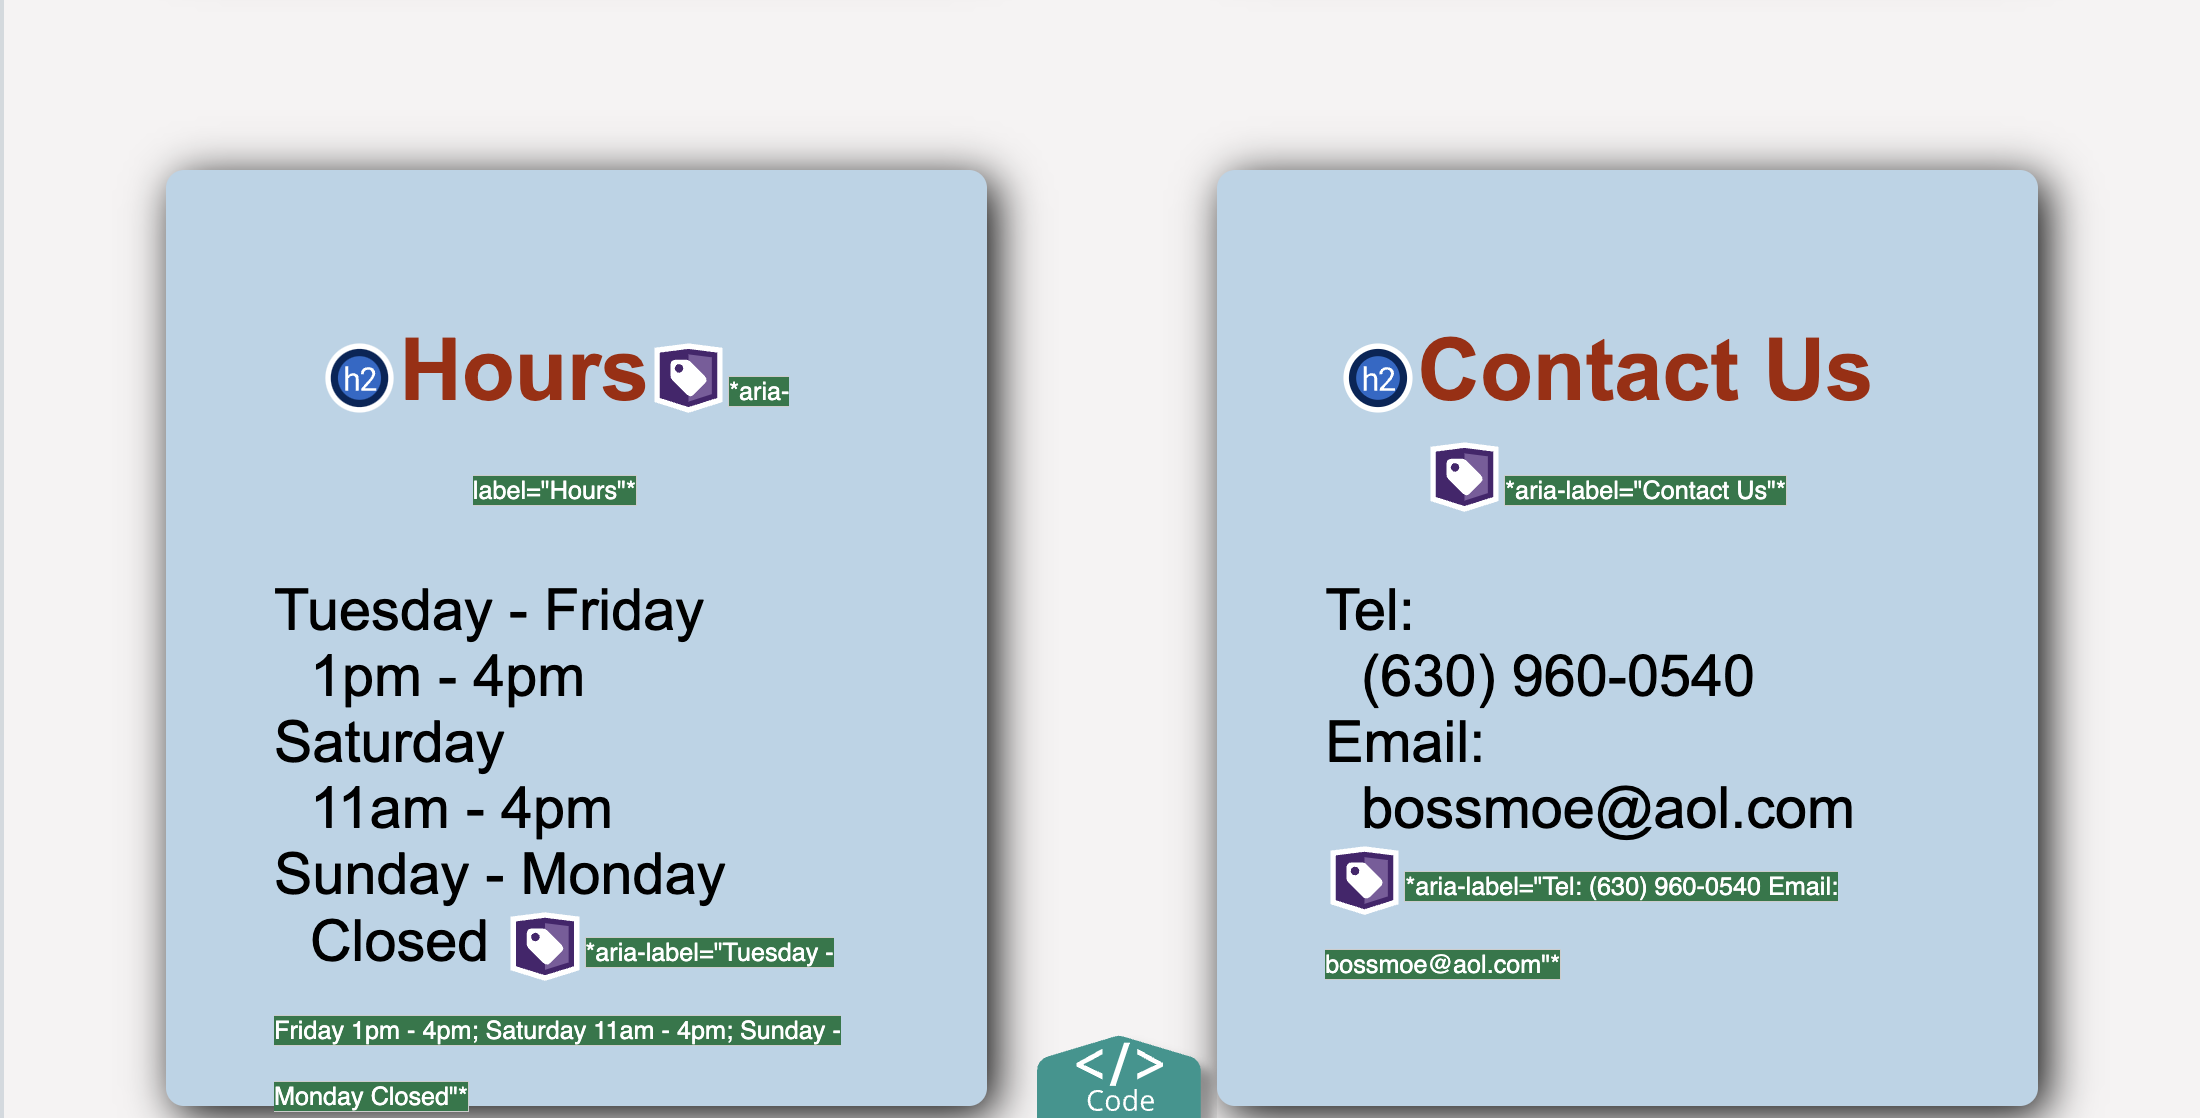 h2 Hours *aria-
label="Hours"*
Tuesday - Friday
1pm - 4pm
Saturday
11am - 4pm
Sunday - Monday
Closed *aria-label="Tuesday -
Friday 1pm - 4pm; Saturday 11am - 4pm; Sunday -
Monday Closed"*
h2 Contact Us
*aria-label="Contact Us"*
Tel:
(630) 960-0540
Email:
bossmoe@aol.com
*aria-label="Tel: (630) 960-0540 Email:
bossmoe@aol.com"*
</>
Code